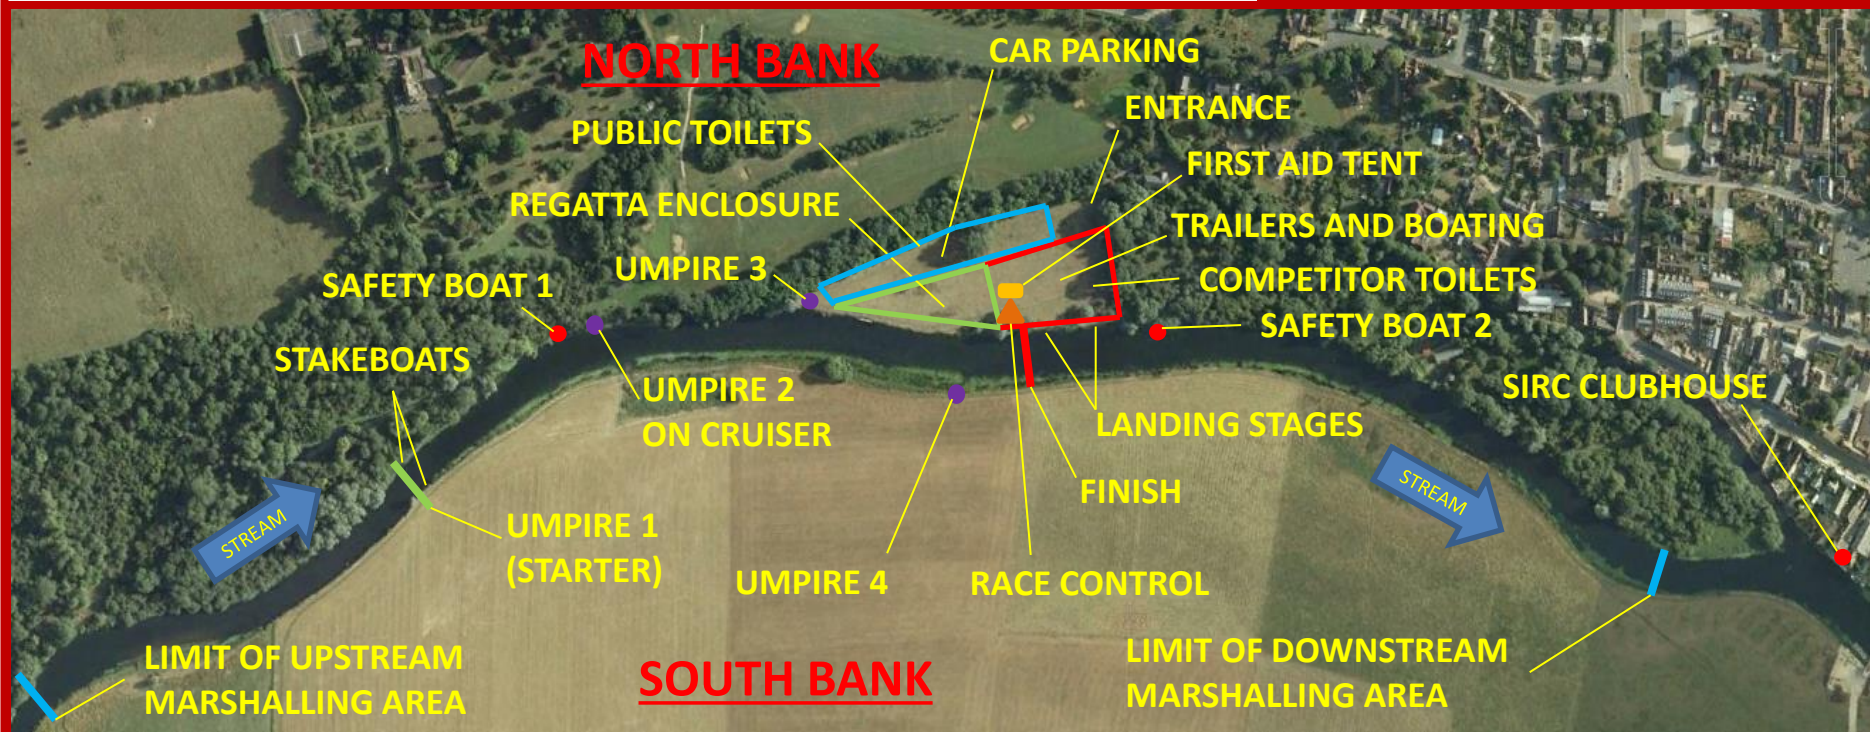 NORTH BANK
CAR PARKING
ENTRANCE
PUBLIC TOILETS
FIRST AID TENT
REGATTA ENCLOSURE
TRAILERS AND BOATING
UMPIRE 3
COMPETITOR TOILETS
SAFETY BOAT 1
SAFETY BOAT 2
STAKEBOATS
UMPIRE 2
ON CRUISER
SIRC CLUBHOUSE
LANDING STAGES
FINISH
STREAM
STREAM
UMPIRE 1
(STARTER)
UMPIRE 4
RACE CONTROL
LIMIT OF UPSTREAM
MARSHALLING AREA
SOUTH BANK
LIMIT OF DOWNSTREAM
MARSHALLING AREA